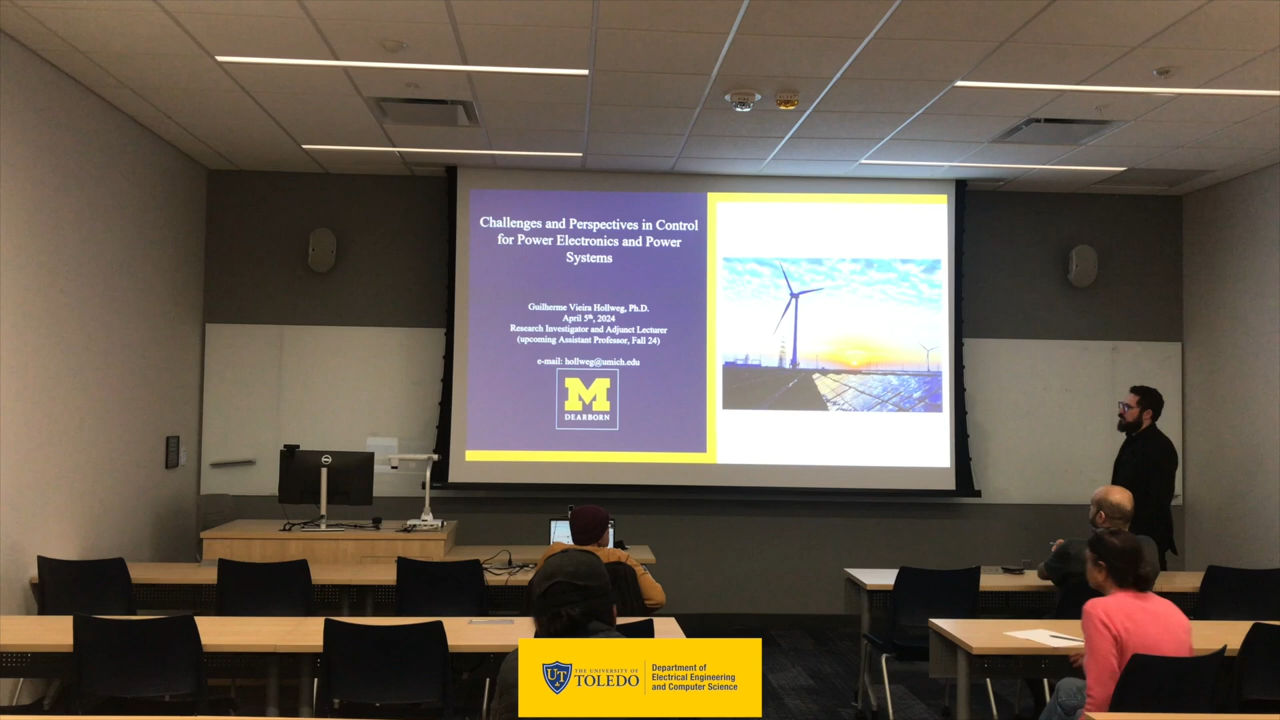 Challenges and Perspectives in Control
for Power Electronics and Power
Systems
Guilherme Vieira Hollweg, Ph.D.
April 5th, 2024
Research Investigator and Adjunct Lecturer
(upcoming Assistant Professor, Fall 24)
e-mail: hollweg@umich.edu
M
DEARBORN
DELL
UT
THE UNIVERSITY OF
TOLEDO
Department of
Electrical Engineering
and Computer Science